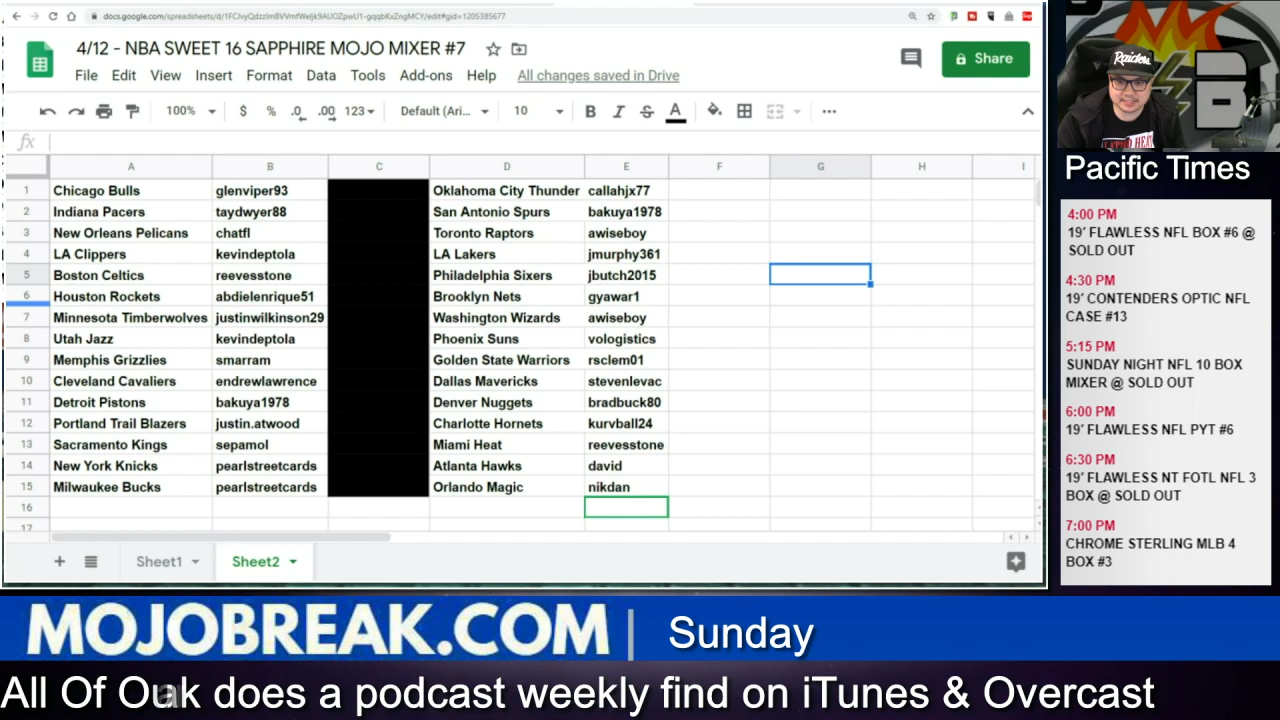 docs.google.com/spreadsheets/d/1FCIvyQdzzImBVVmfWeIjk9AUOZpwU1-gqqbKxZngMCY/edit#gid=1205385677
4/12 - NBA SWEET 16 SAPPHIRE MOJO MIXER #7
File Edit View Insert Format Data Tools Add-ons Help All changes saved in Drive
Share
100% $ % .0 .00 123 Default (Ari... 10 B I S A
fx
A B C D E F G H I
1 Chicago Bulls glenviper93 Oklahoma City Thunder callahjx77
2 Indiana Pacers taydwyer88 San Antonio Spurs bakuya1978
3 New Orleans Pelicans chatfl Toronto Raptors awiseboy
4 LA Clippers kevindeptola LA Lakers jmurphy361
5 Boston Celtics reevesstone Philadelphia Sixers jbutch2015
6 Houston Rockets abdielenrique51 Brooklyn Nets gyawar1
7 Minnesota Timberwolves justinwilkinson29 Washington Wizards awiseboy
8 Utah Jazz kevindeptola Phoenix Suns vologistics
9 Memphis Grizzlies smarram Golden State Warriors rsclem01
10 Cleveland Cavaliers endrewlawrence Dallas Mavericks stevenlevac
11 Detroit Pistons bakuya1978 Denver Nuggets bradbuck80
12 Portland Trail Blazers justin.atwood Charlotte Hornets kurvball24
13 Sacramento Kings sepamol Miami Heat reevesstone
14 New York Knicks pearlstreetcards Atlanta Hawks david
15 Milwaukee Bucks pearlstreetcards Orlando Magic nikdan
16
17
Sheet1 Sheet2
Raiders
B
Pacific Times
4:00 PM
19' FLAWLESS NFL BOX #6 @
SOLD OUT
4:30 PM
19' CONTENDERS OPTIC NFL
CASE #13
5:15 PM
SUNDAY NIGHT NFL 10 BOX
MIXER @ SOLD OUT
6:00 PM
19' FLAWLESS NFL PYT #6
6:30 PM
19' FLAWLESS NT FOTL NFL 3
BOX @ SOLD OUT
7:00 PM
CHROME STERLING MLB 4
BOX #3
MOJOBREAK.COM | Sunday
All Of does a podcast weekly find on iTunes & Overcast